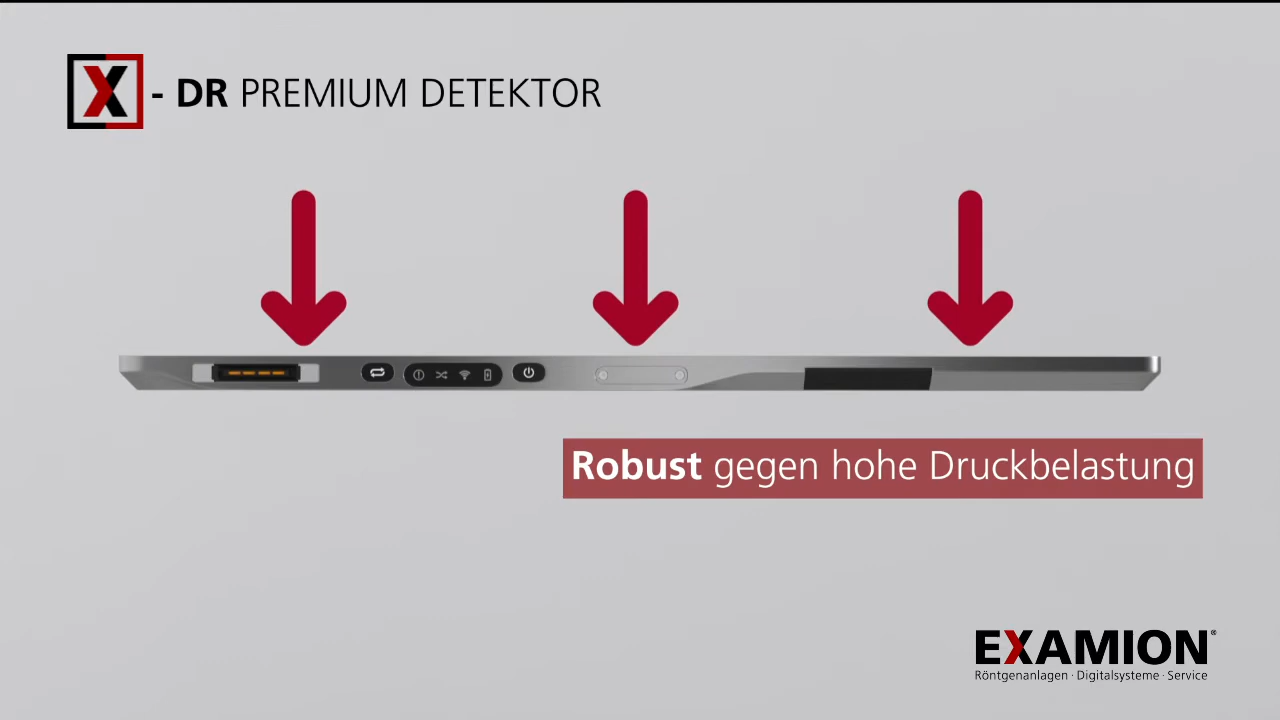 X - DR PREMIUM DETEKTOR
Robust gegen hohe Druckbelastung
EXAMION®
Röntgenanlagen · Digitalsysteme · Service